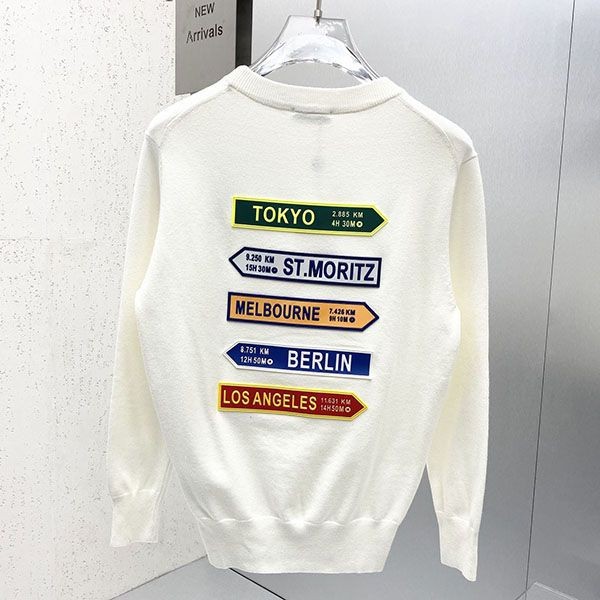 NEW
Arrivals
TOKYO
2.885 KM
4H 30M
9.250 KM
15H 30M
ST.MORITZ
MELBOURNE
7.426 KM
9H 10M
8.751 KM
12H 50M
BERLIN
LOS ANGELES
11.631 KM
14H 50M